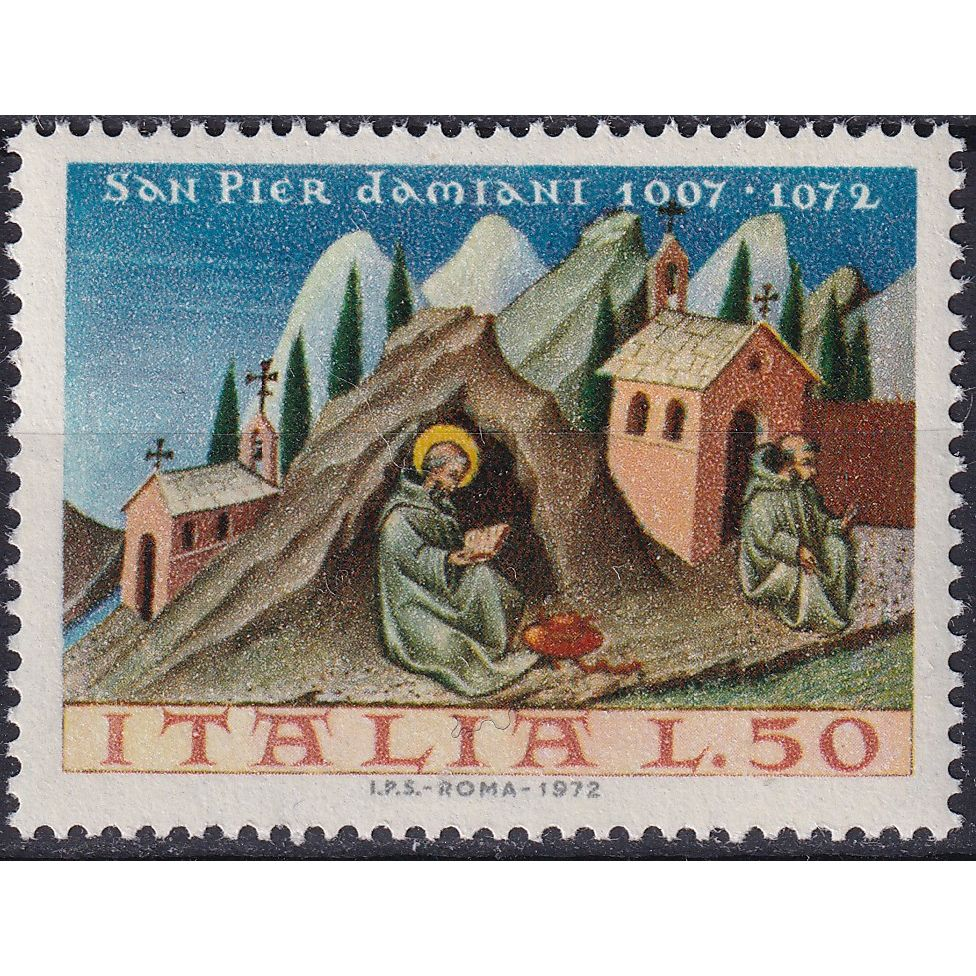 San Pier Damiani 1007 · 1072
ITALIA L.50
I.P.S.-ROMA-1972